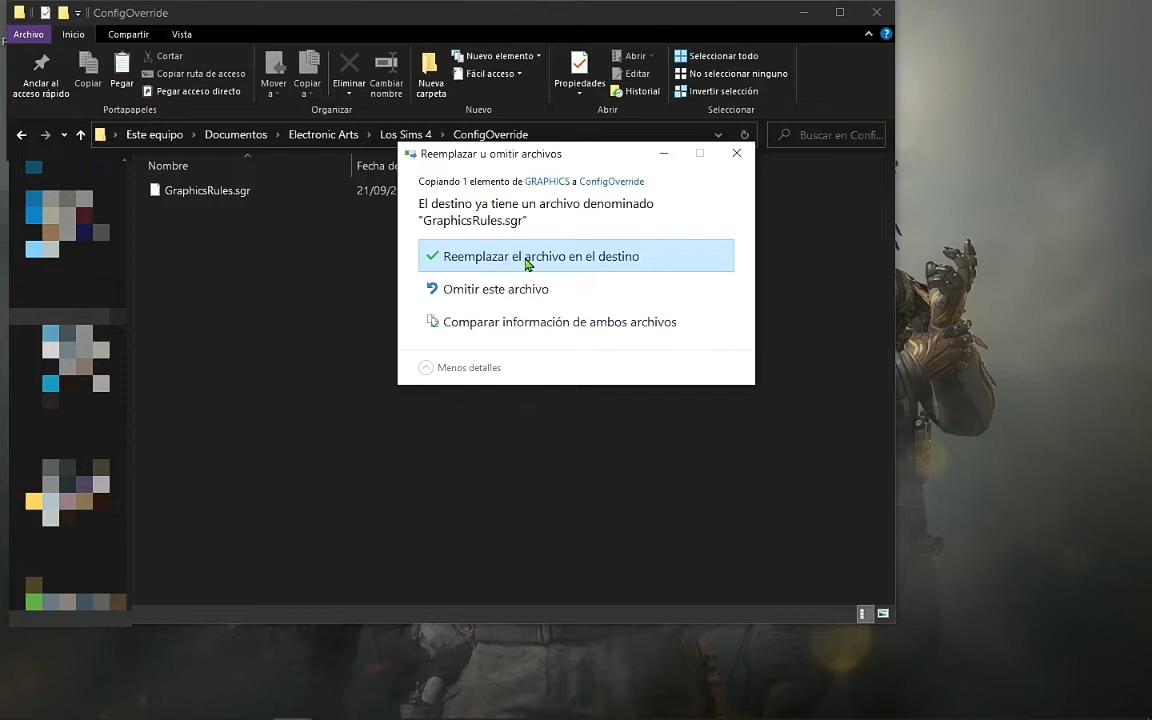 ConfigOverride
Archivo Inicio Compartir Vista
Anclar al acceso rápido
Copiar
Pegar
Cortar
Copiar ruta de acceso
Pegar acceso directo
Portapapeles
Mover a
Copiar a
Eliminar
Cambiar nombre
Organizar
Nueva carpeta
Nuevo elemento
Fácil acceso
Nuevo
Propiedades
Abrir
Editar
Historial
Abrir
Seleccionar todo
No seleccionar ninguno
Invertir selección
Seleccionar
Este equipo > Documentos > Electronic Arts > Los Sims 4 > ConfigOverride
Buscar en Confi...
Nombre
Fecha de
GraphicsRules.sgr
21/09/2
Reemplazar u omitir archivos
Copiando 1 elemento de GRAPHICS a ConfigOverride
El destino ya tiene un archivo denominado
"GraphicsRules.sgr"
Reemplazar el archivo en el destino
Omitir este archivo
Comparar información de ambos archivos
Menos detalles